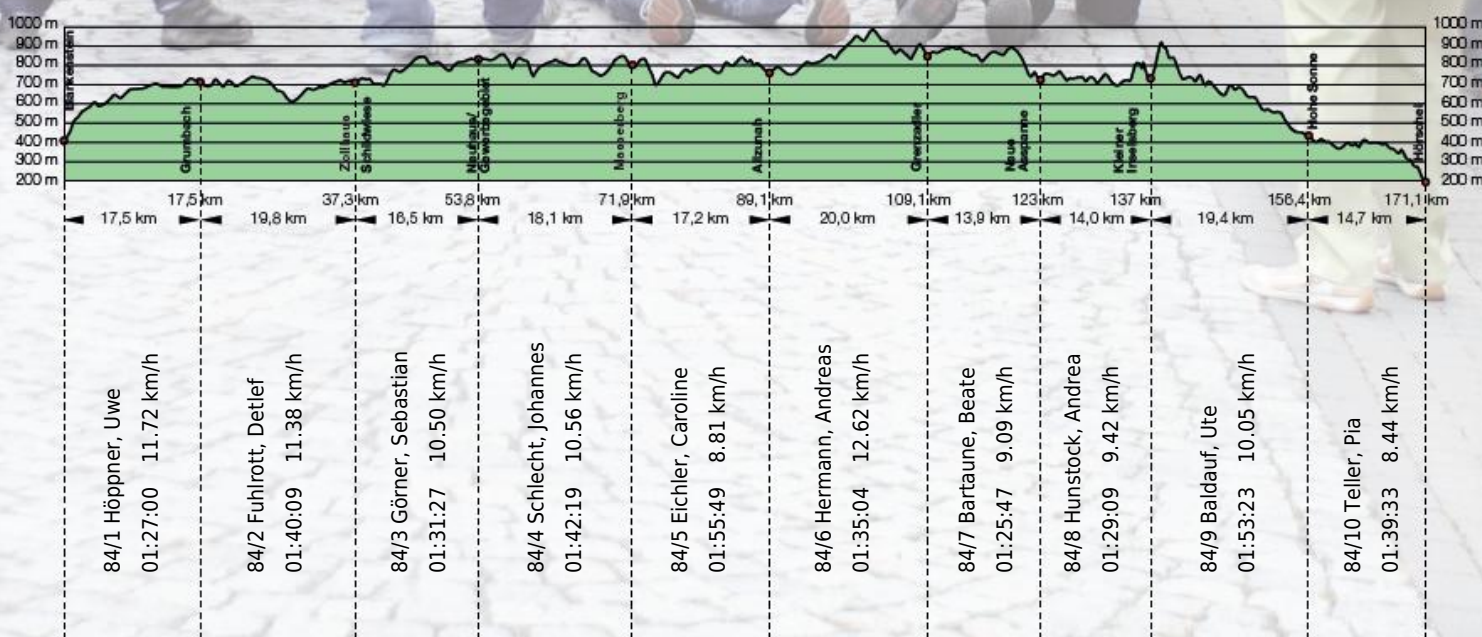 1000 m
900 m
800 m
700 m
600 m
500 m
400 m
300 m
200 m
1000 m
900 m
800 m
700 m
600 m
500 m
400 m
300 m
200 m
Blankenstein
Grumbach
Zollhaus
Schildwiese
Neuhaus/
Masserberg
Allzunah
Grenzadler
Neue
Ausspanne
Kleiner
Inselsberg
Hohe Sonne
Hörschel
17,5 km
37,3 km
53,8 km
71,9 km
89,1 km
109,1 km
123 km
137 km
156,4 km
171,1 km
17,5 km
19,8 km
16,5 km
18,1 km
17,2 km
20,0 km
13,9 km
14,0 km
19,4 km
14,7 km
84/1 Höppner, Uwe
01:27:00 11.72 km/h
84/2 Fuhlrott, Detlef
01:40:09 11.38 km/h
84/3 Görner, Sebastian
01:31:27 10.50 km/h
84/4 Schlecht, Johannes
01:42:19 10.56 km/h
84/5 Eichler, Caroline
01:55:49 8.81 km/h
84/6 Hermann, Andreas
01:35:04 12.62 km/h
84/7 Bartaune, Beate
01:25:47 9.09 km/h
84/8 Hunstock, Andrea
01:29:09 9.42 km/h
84/9 Baldauf, Ute
01:53:23 10.05 km/h
84/10 Teller, Pia
01:39:33 8.44 km/h